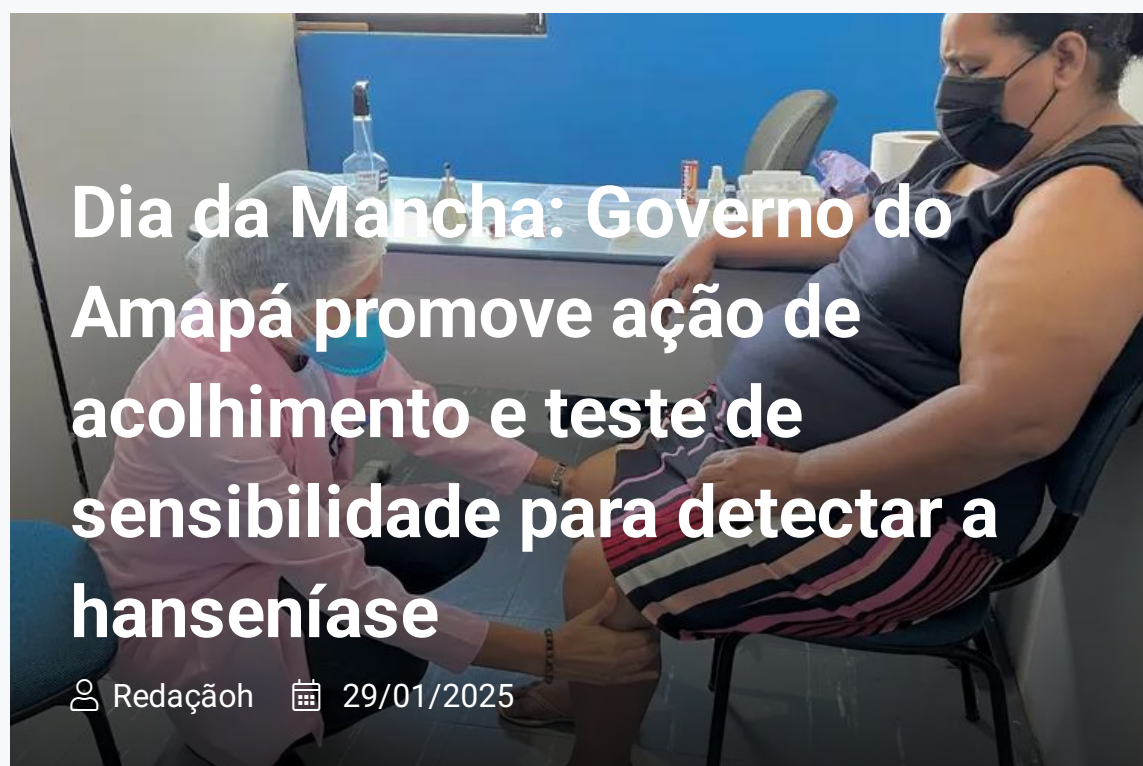 Dia da Mancha: Governo do
Amapá promove ação de
acolhimento e teste de
sensibilidade para detectar a
hanseníase
Redaçãoh 29/01/2025